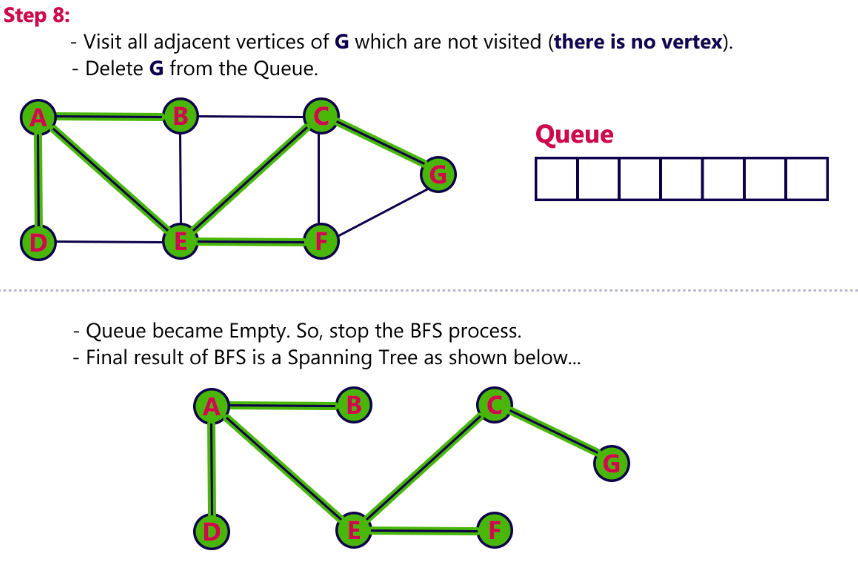 Step 8:
- Visit all adjacent vertices of G which are not visited (there is no vertex).
- Delete G from the Queue.
A B C
Queue
G
D E F
- Queue became Empty. So, stop the BFS process.
- Final result of BFS is a Spanning Tree as shown below...
A B C
G
D E F